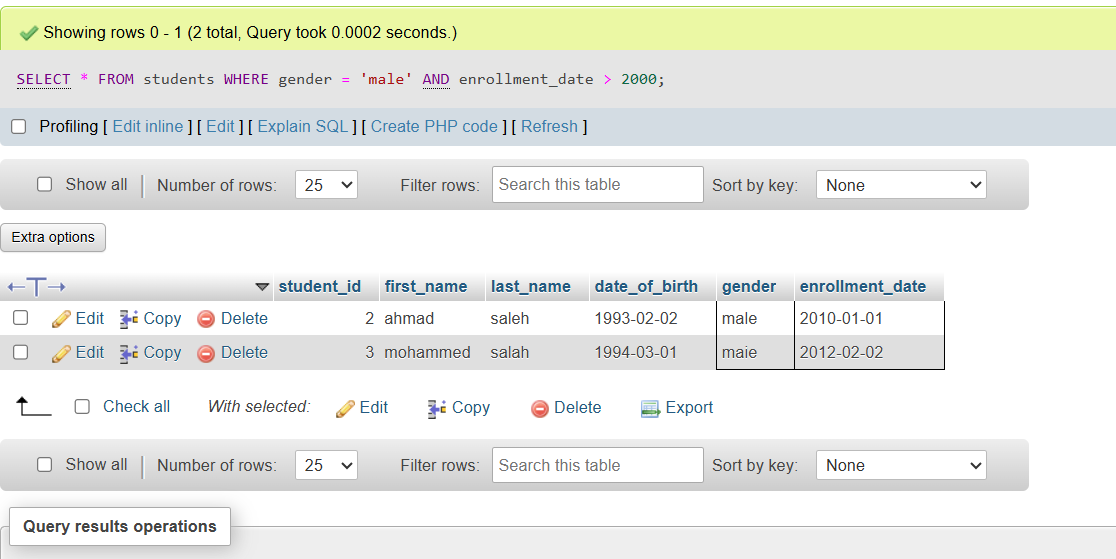 Showing rows 0 - 1 (2 total, Query took 0.0002 seconds.)
SELECT * FROM students WHERE gender = 'male' AND enrollment_date > 2000;
Profiling [ Edit inline ] [ Edit ] [ Explain SQL ] [ Create PHP code ] [ Refresh ]
Show all Number of rows: 25 Filter rows: Search this table Sort by key: None
Extra options
student_id first_name last_name date_of_birth gender enrollment_date
Edit Copy Delete 2 ahmad saleh 1993-02-02 male 2010-01-01
Edit Copy Delete 3 mohammed salah 1994-03-01 maie 2012-02-02
Check all With selected: Edit Copy Delete Export
Show all Number of rows: 25 Filter rows: Search this table Sort by key: None
Query results operations